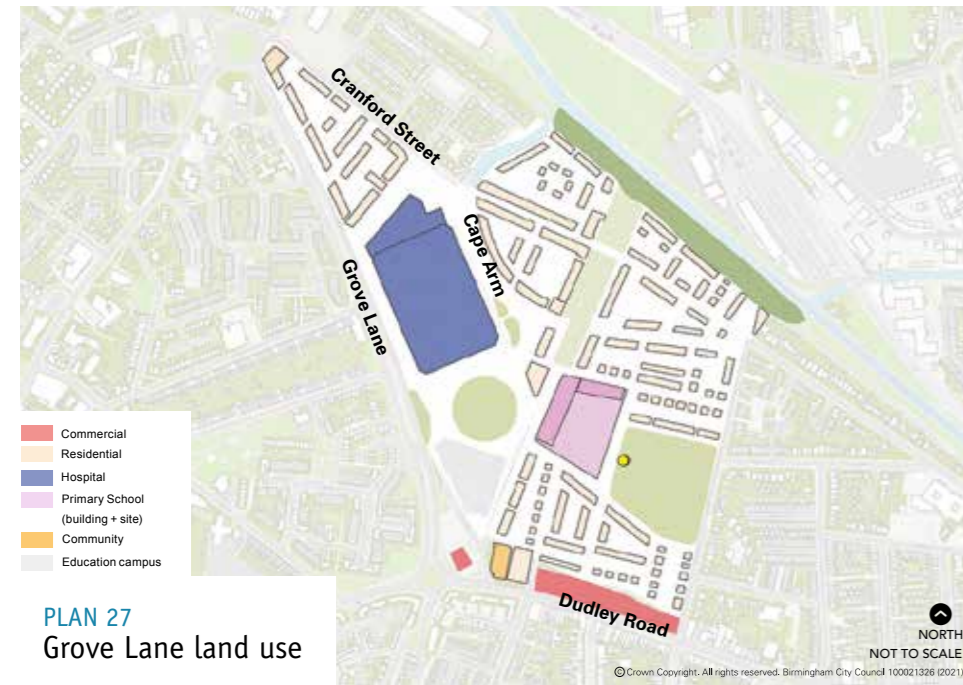 Cranford Street
Cape Arm
Grove Lane
Commercial
Residential
Hospital
Primary School
(building + site)
Community
Education campus
Dudley Road
PLAN 27
Grove Lane land use
NORTH
NOT TO SCALE
© Crown Copyright. All rights reserved. Birmingham City Council 100021326 (2021)